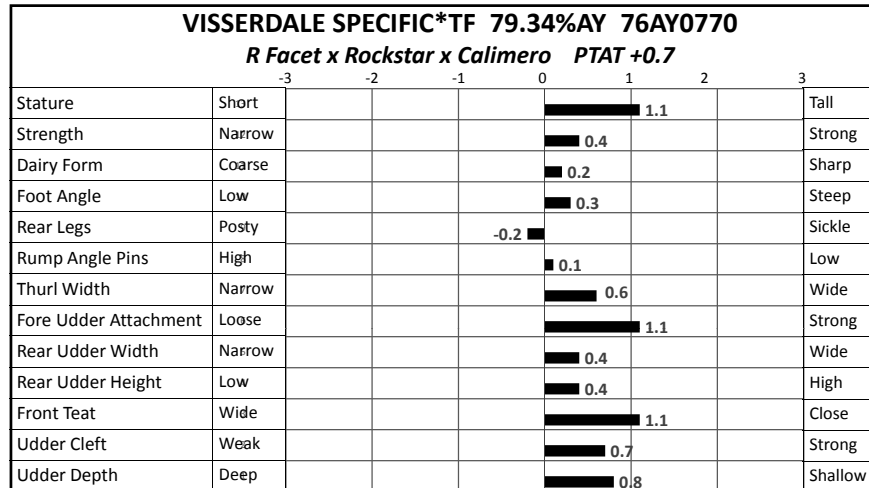 VISSERDALE SPECIFIC*TF 79.34%AY 76AY0770
R Facet x Rockstar x Calimero PTAT +0.7
-3 -2 -1 0 1 2 3
Stature Short 1.1 Tall
Strength Narrow 0.4 Strong
Dairy Form Coarse 0.2 Sharp
Foot Angle Low 0.3 Steep
Rear Legs Posty -0.2 Sickle
Rump Angle Pins High 0.1 Low
Thurl Width Narrow 0.6 Wide
Fore Udder Attachment Loose 1.1 Strong
Rear Udder Width Narrow 0.4 Wide
Rear Udder Height Low 0.4 High
Front Teat Wide 1.1 Close
Udder Cleft Weak 0.7 Strong
Udder Depth Deep 0.8 Shallow